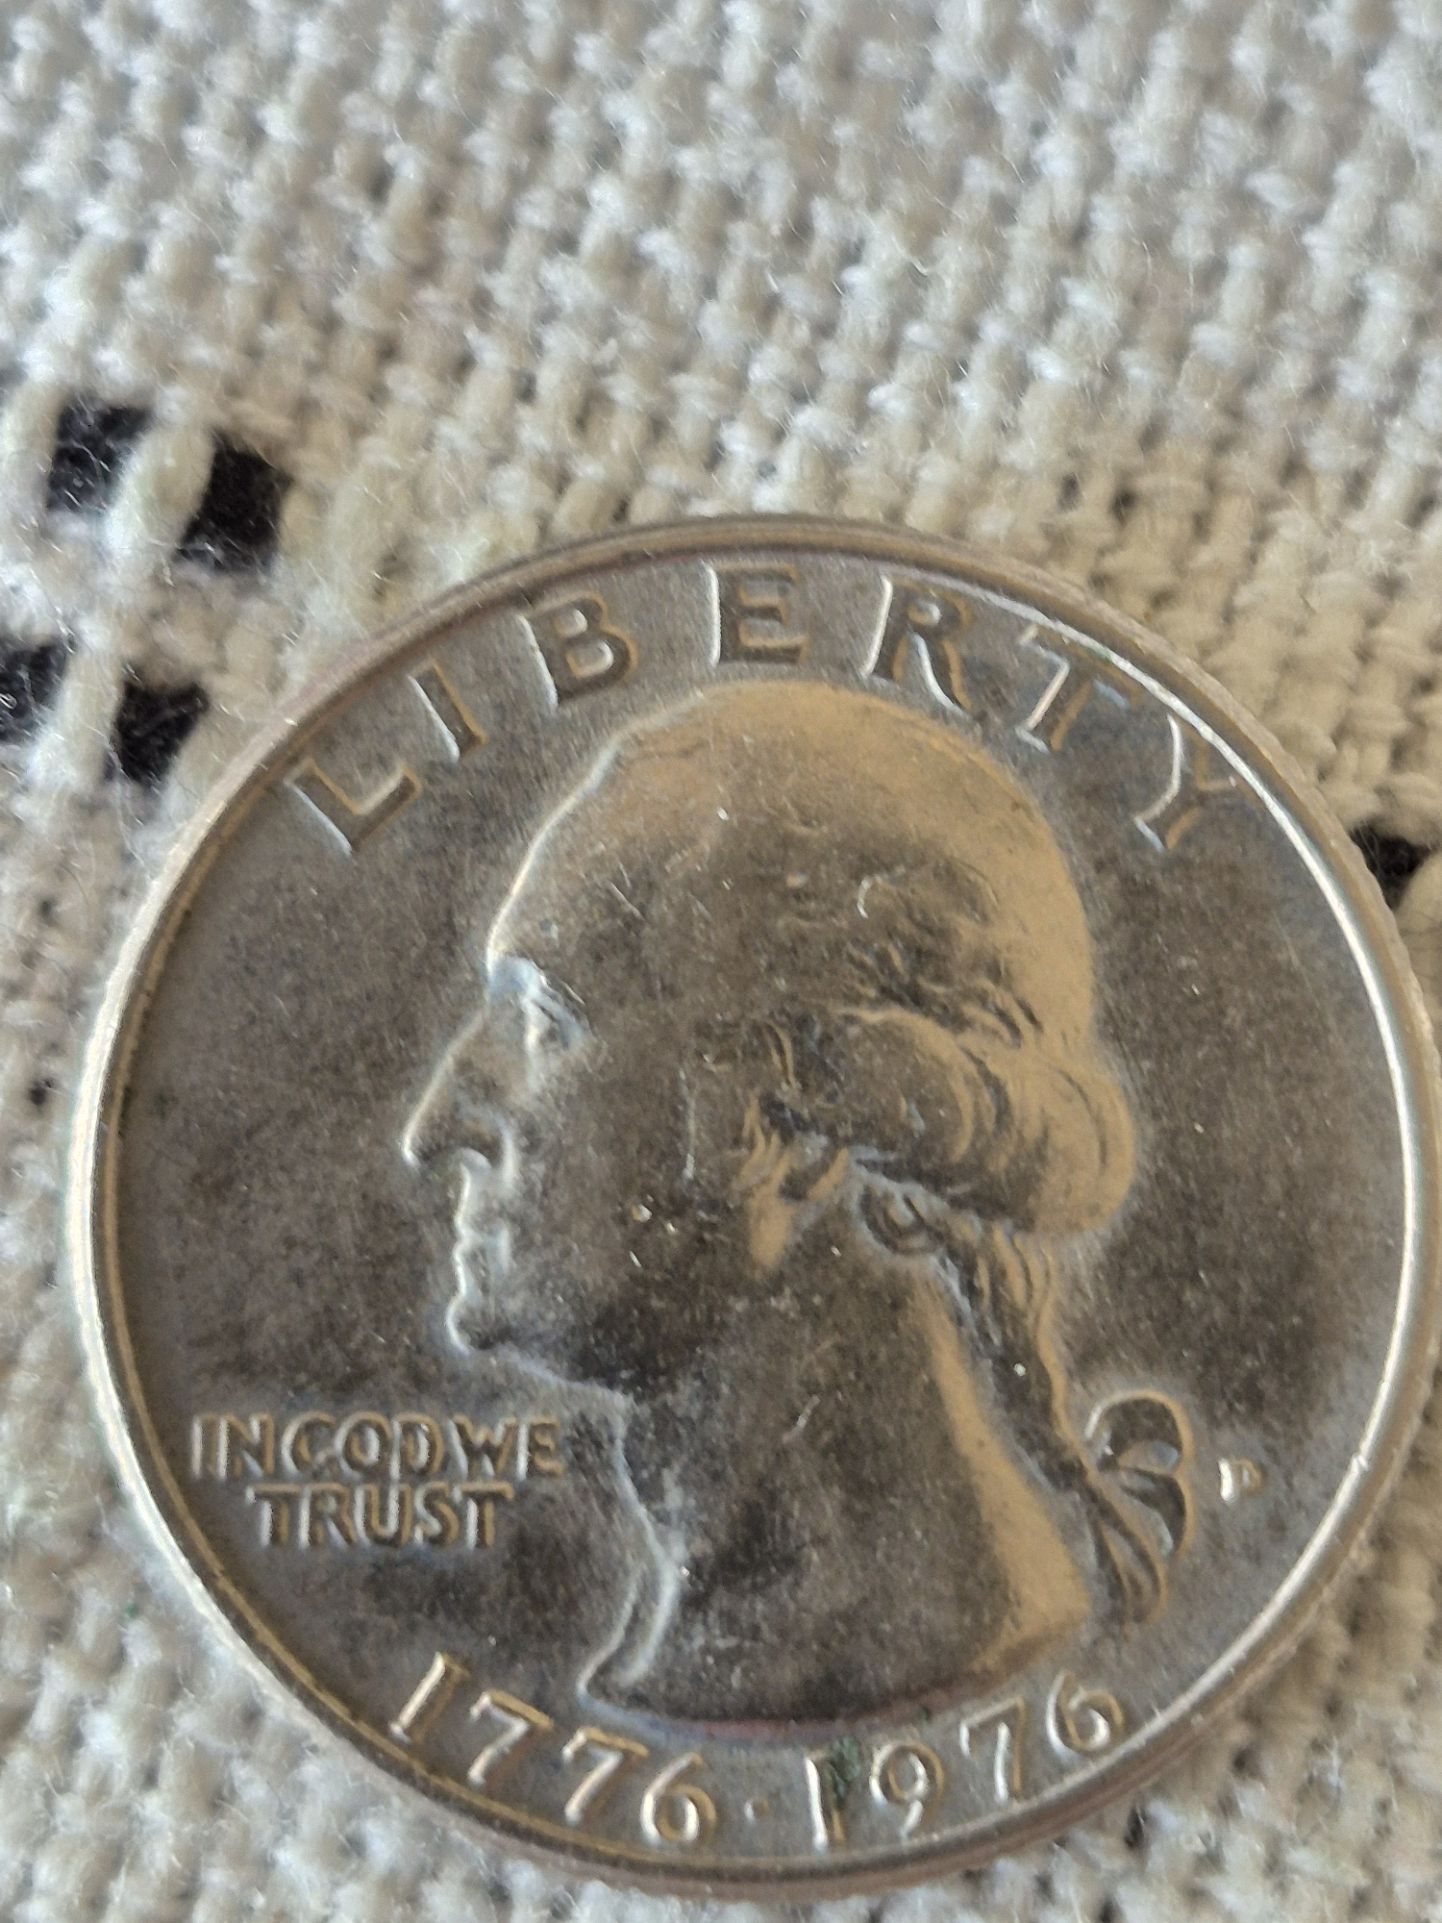 LIBERTY
IN GOD WE
TRUST
D
1776·1976